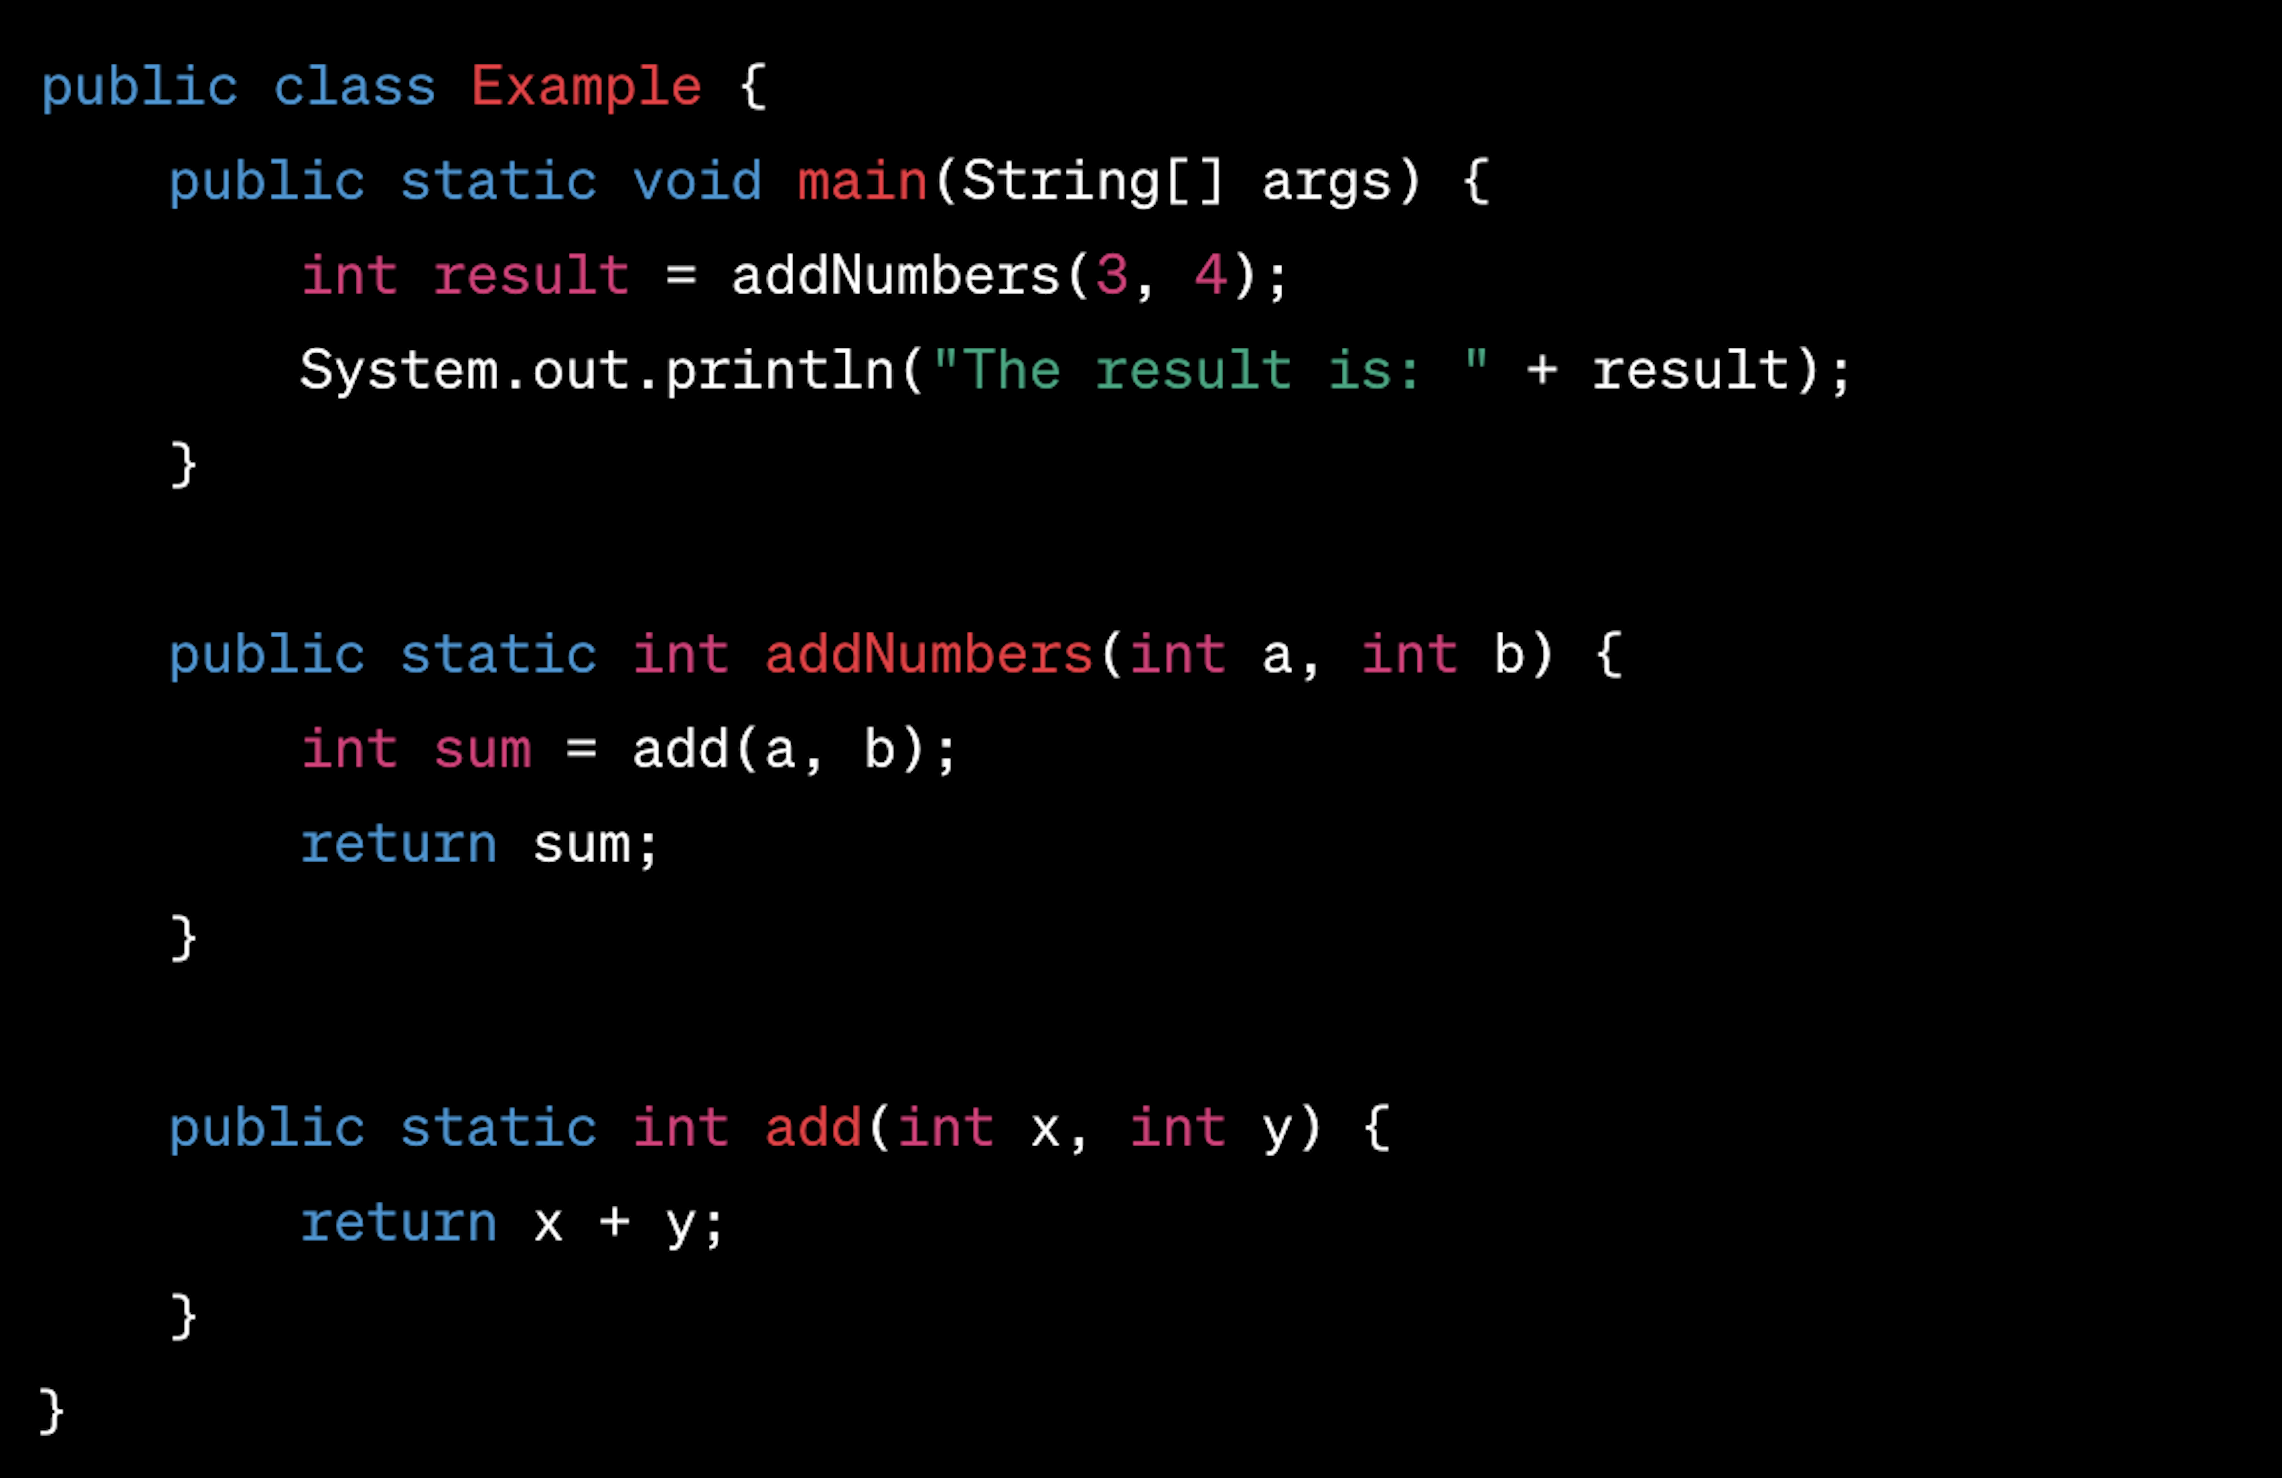 public class Example {
    public static void main(String[] args) {
        int result = addNumbers(3, 4);
        System.out.println("The result is: " + result);
    }

    public static int addNumbers(int a, int b) {
        int sum = add(a, b);
        return sum;
    }

    public static int add(int x, int y) {
        return x + y;
    }
}